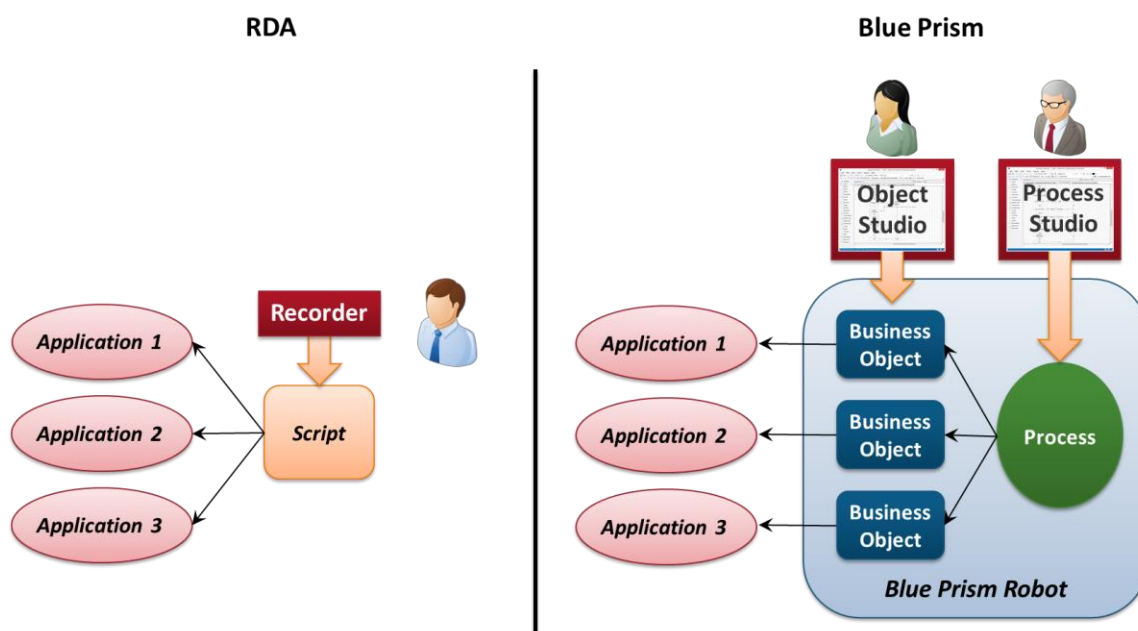 RDA
Recorder
Application 1
Application 2
Application 3
Script
Blue Prism
Object
Studio
Process
Studio
Application 1
Application 2
Application 3
Business
Object
Business
Object
Business
Object
Process
Blue Prism Robot